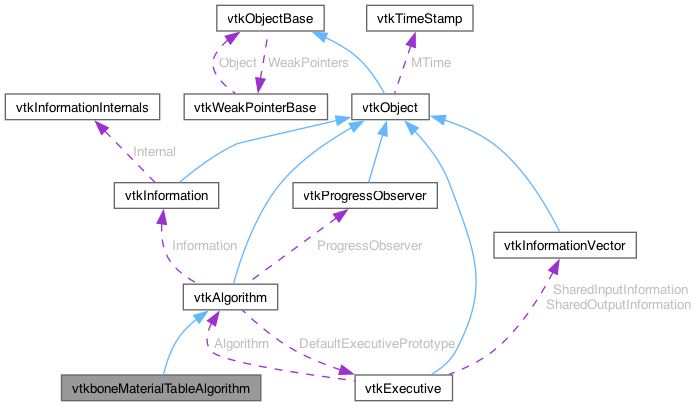 vtkObjectBase
vtkTimeStamp
Object
WeakPointers
MTime
vtkInformationInternals
vtkWeakPointerBase
vtkObject
Internal
vtkInformation
vtkProgressObserver
Information
ProgressObserver
vtkInformationVector
vtkAlgorithm
SharedInputInformation
SharedOutputInformation
Algorithm
DefaultExecutivePrototype
vtkboneMaterialTableAlgorithm
vtkExecutive